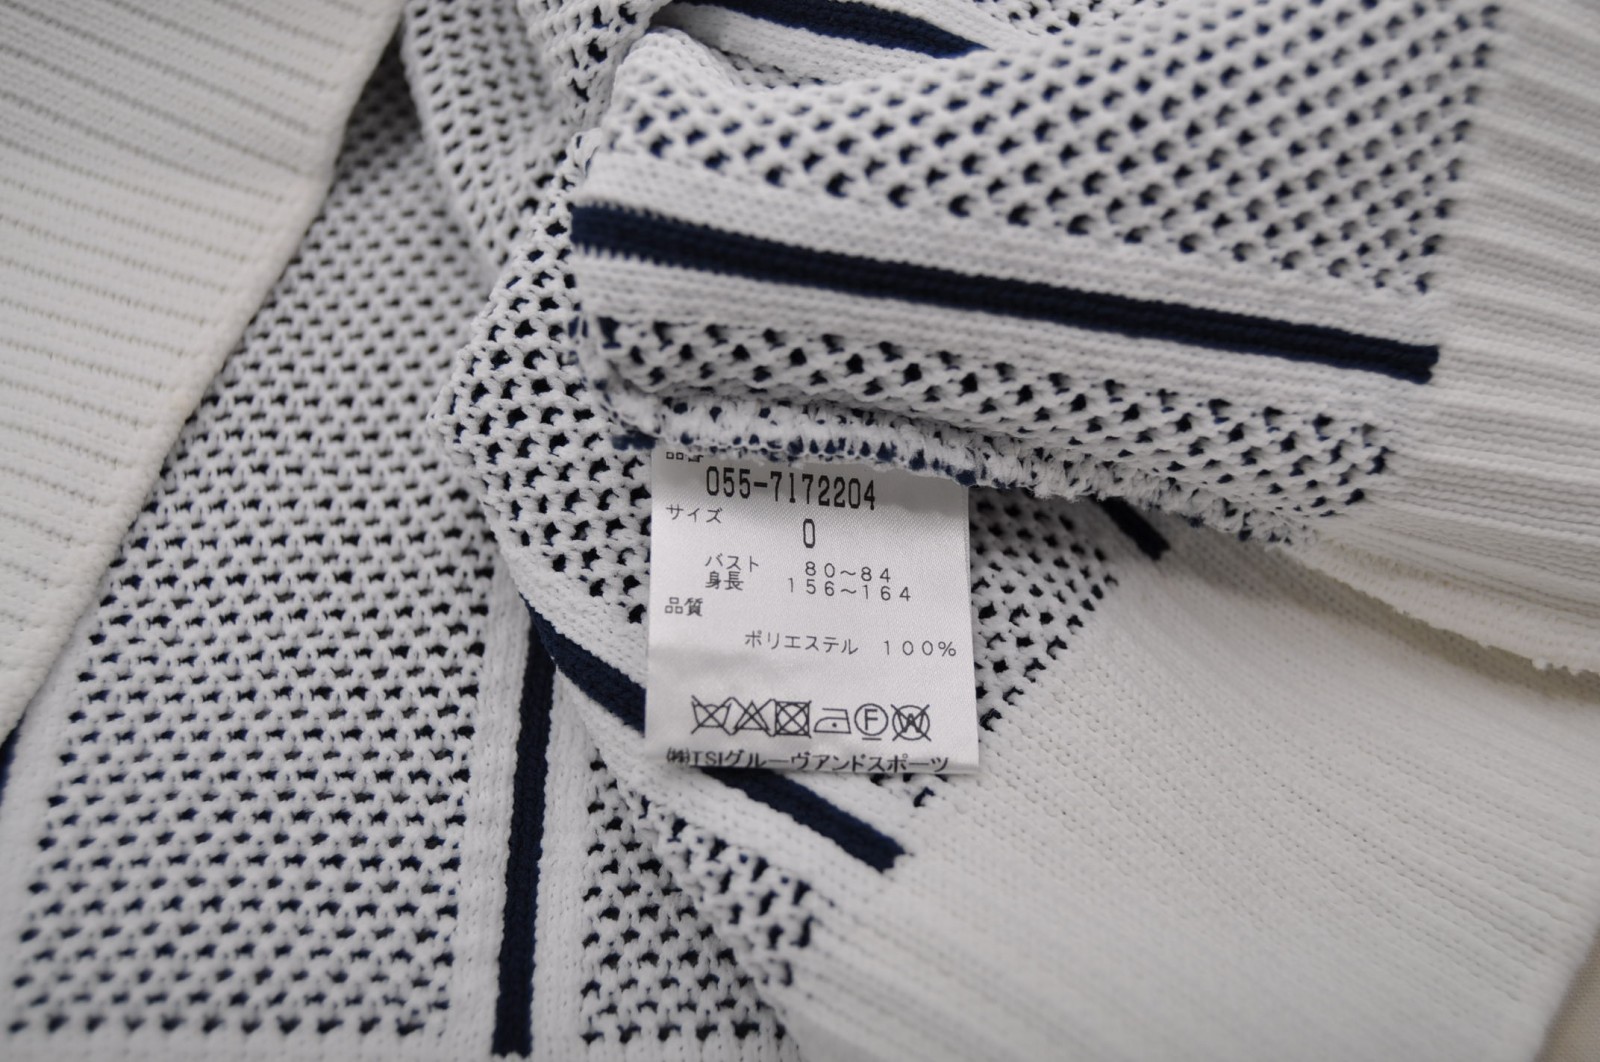 品番
055-7172204
サイズ
0
バスト 80～84
身長 156～164
品質
ポリエステル 100%
F W
㈱TSIグルーヴアンドスポーツ